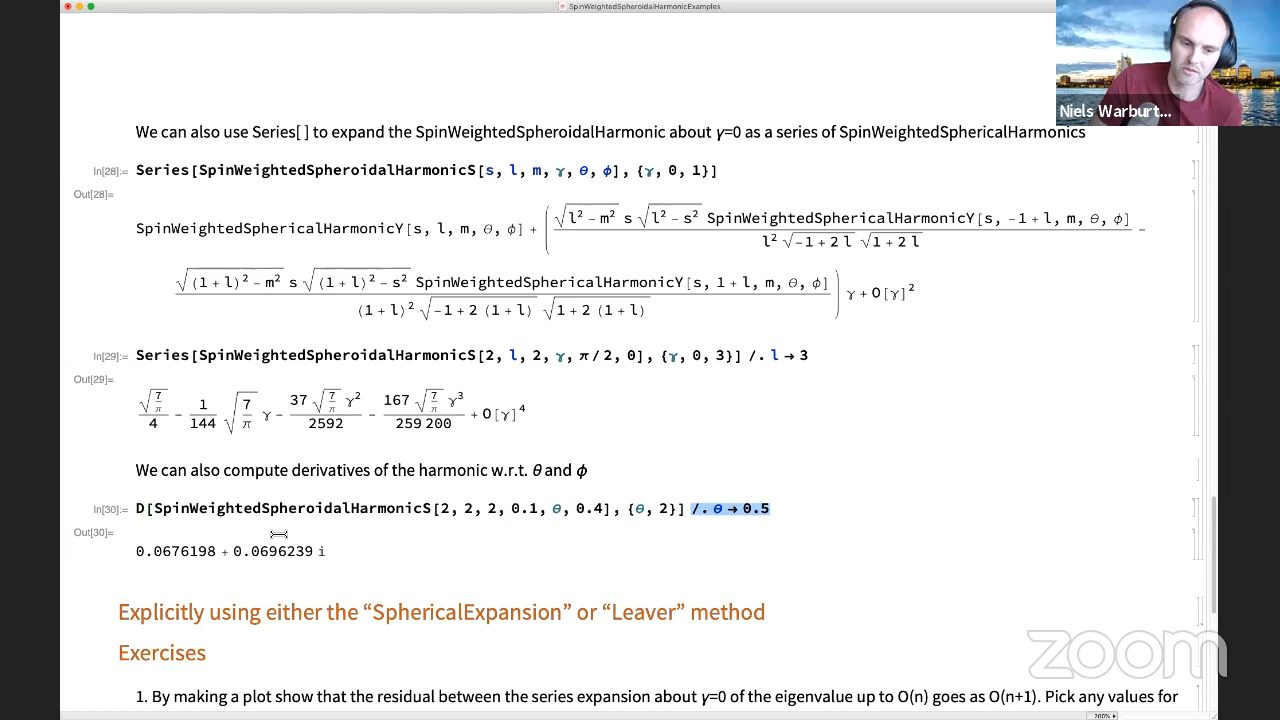 SpinWeightedSpheroidalHarmonicExamples
Niels Warburt...
We can also use Series[ ] to expand the SpinWeightedSpheroidalHarmonic about γ=0 as a series of SpinWeightedSphericalHarmonics
In[28]:= Series[SpinWeightedSpheroidalHarmonicS[s, l, m, γ, θ, ϕ], {γ, 0, 1}]
Out[28]=
SpinWeightedSphericalHarmonicY[s, l, m, θ, ϕ] + ( (√(l² − m²) s √(l² − s²) SpinWeightedSphericalHarmonicY[s, −1 + l, m, θ, ϕ]) / (l² √(−1 + 2 l) √(1 + 2 l)) −
(√((1 + l)² − m²) s √((1 + l)² − s²) SpinWeightedSphericalHarmonicY[s, 1 + l, m, θ, ϕ]) / ((1 + l)² √(−1 + 2 (1 + l)) √(1 + 2 (1 + l))) ) γ + O[γ]²
In[29]:= Series[SpinWeightedSpheroidalHarmonicS[2, l, 2, γ, π/2, 0], {γ, 0, 3}] /. l → 3
Out[29]=
√(7/π)/4 − 1/144 √(7/π) γ − 37 √(7/π) γ²/2592 − 167 √(7/π) γ³/259 200 + O[γ]⁴
We can also compute derivatives of the harmonic w.r.t. θ and ϕ
In[30]:= D[SpinWeightedSpheroidalHarmonicS[2, 2, 2, 0.1, θ, 0.4], {θ, 2}] /. θ → 0.5
Out[30]=
0.0676198 + 0.0696239 i
Explicitly using either the “SphericalExpansion” or “Leaver” method
Exercises
1. By making a plot show that the residual between the series expansion about γ=0 of the eigenvalue up to O(n) goes as O(n+1). Pick any values for
zoom
200%